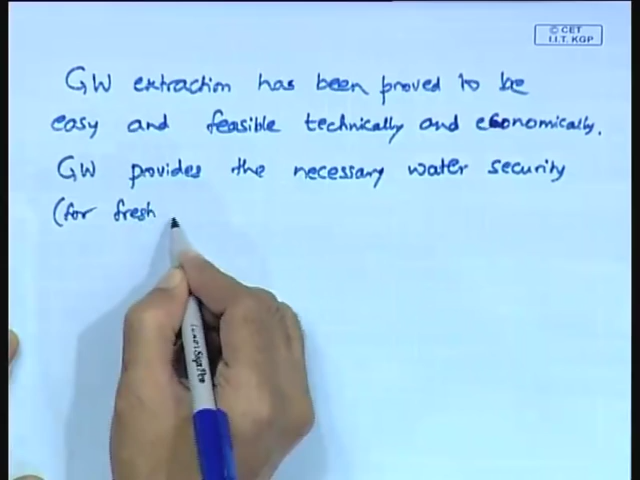 © CET
I.I.T. KGP
GW extraction has been proved to be
easy and feasible technically and economically.
GW provides the necessary water security
(for fresh